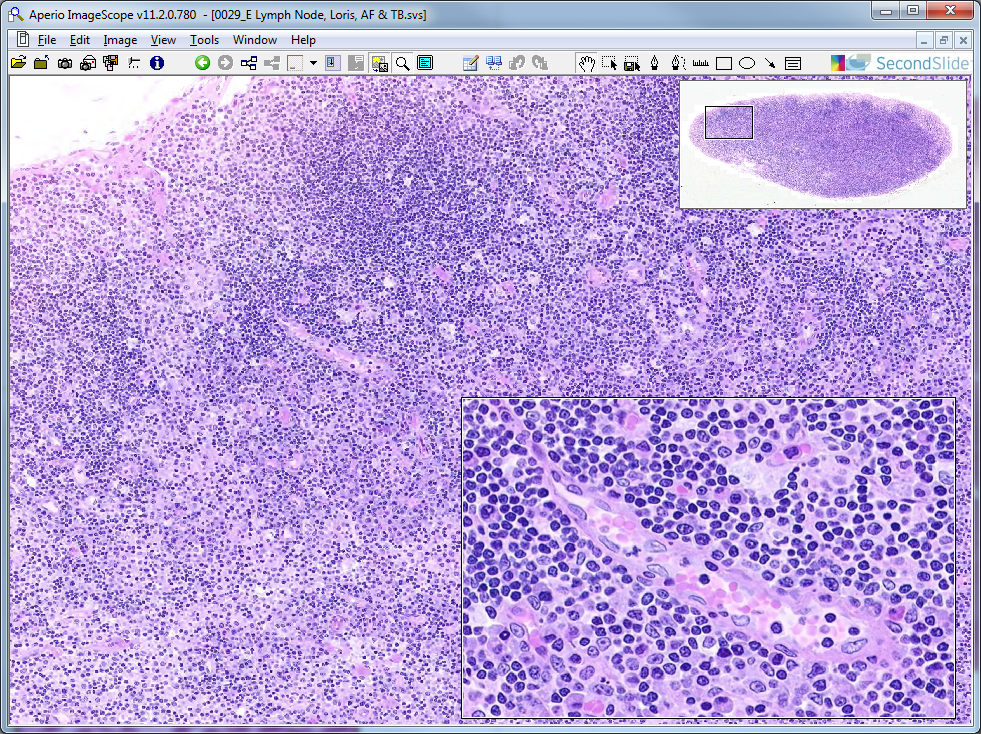 Aperio ImageScope v11.2.0.780 - [0029_E Lymph Node, Loris, AF & TB.svs]
File Edit Image View Tools Window Help
SecondSlide